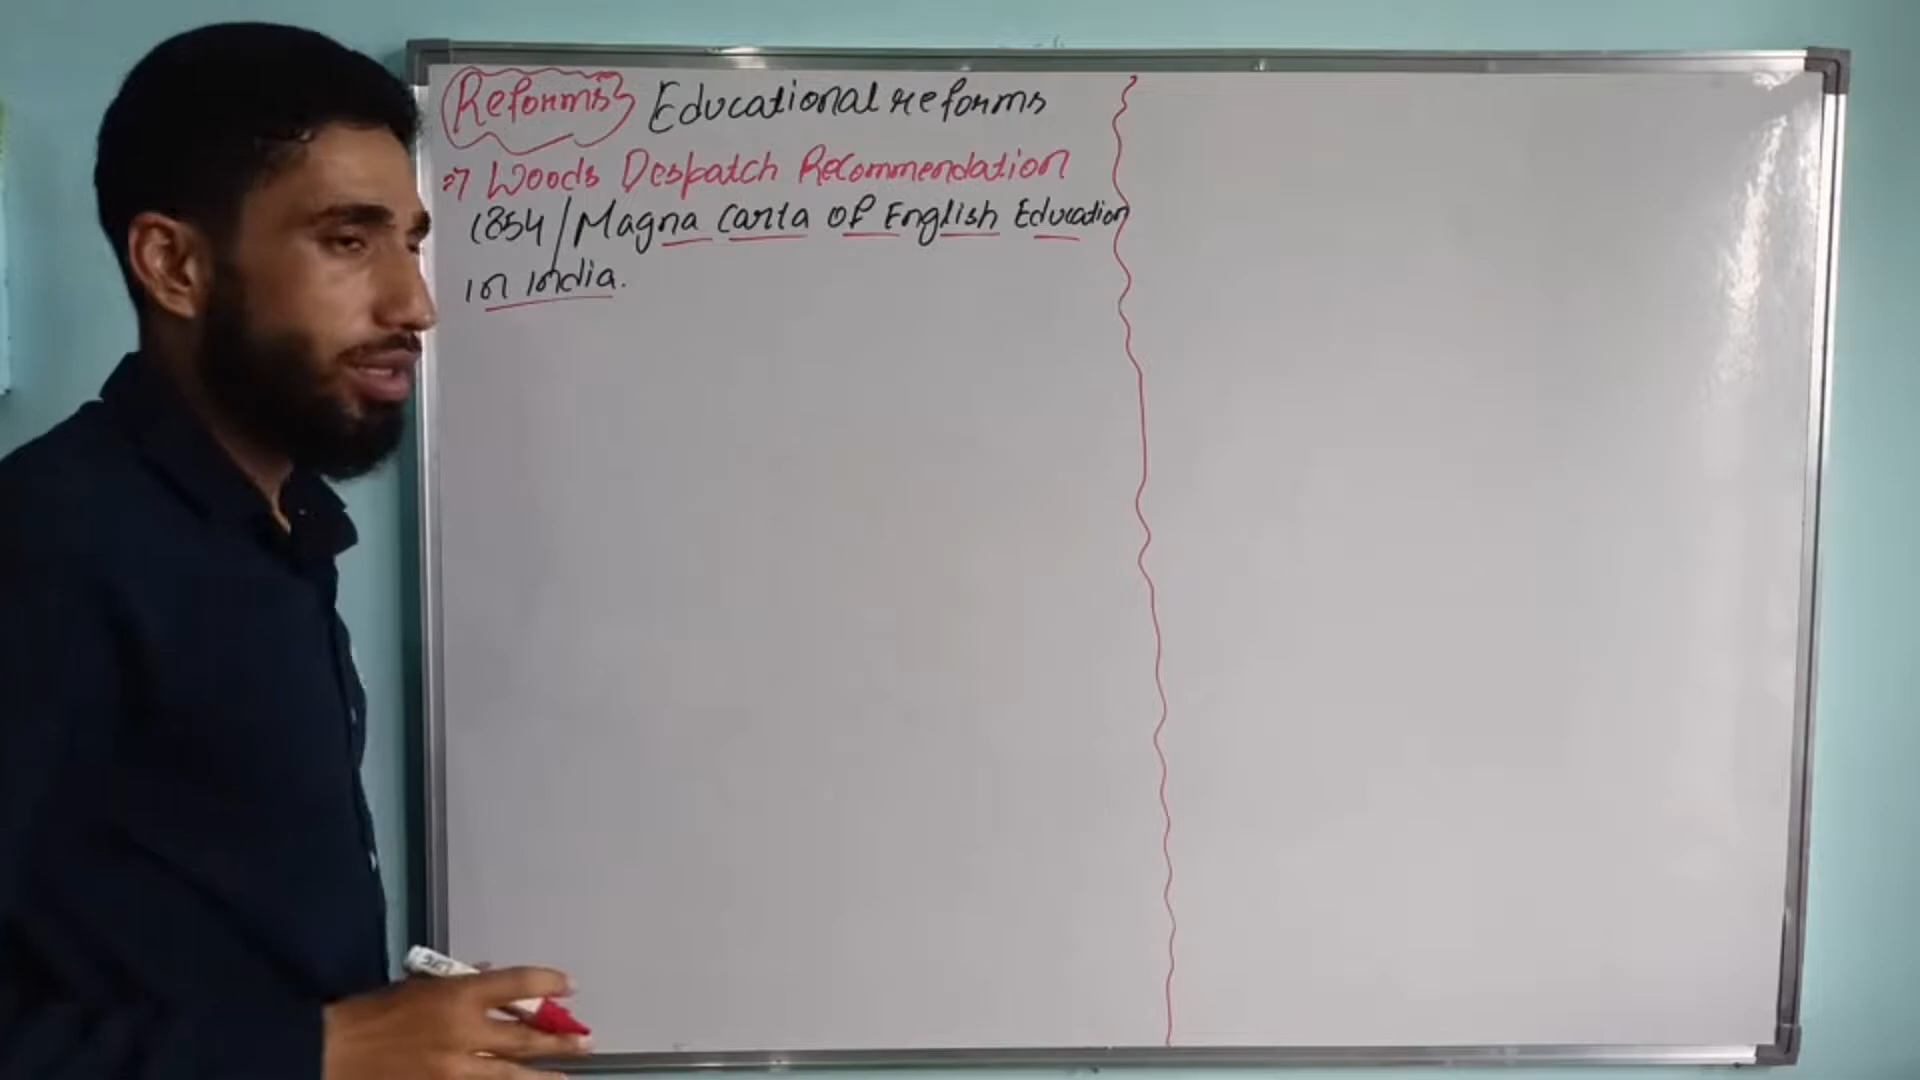 Reforms Educational reforms
=> Woods Despatch Recommendation
1854/Magna Carta of English Education
in India.